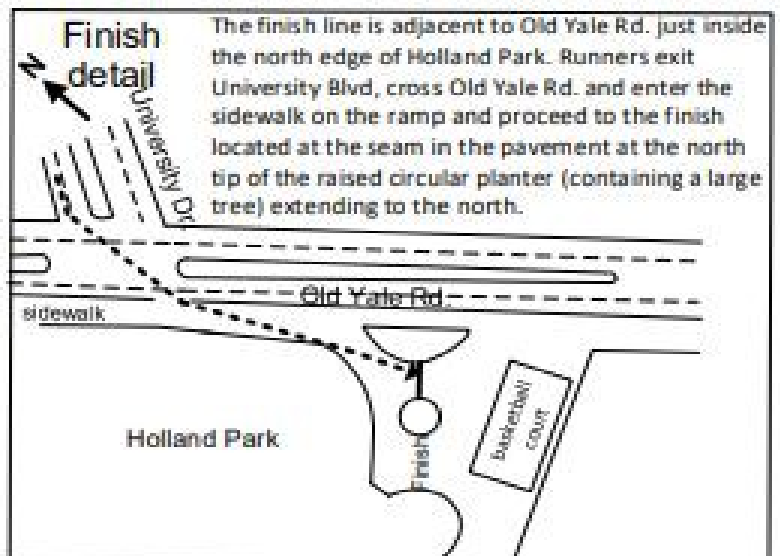 Finish
detail
N
The finish line is adjacent to Old Yale Rd. just inside
the north edge of Holland Park. Runners exit
University Blvd, cross Old Yale Rd. and enter the
sidewalk on the ramp and proceed to the finish
located at the seam in the pavement at the north
tip of the raised circular planter (containing a large
tree) extending to the north.
University Dr
Old Yale Rd.
sidewalk
Holland Park
Finish
basketball
court